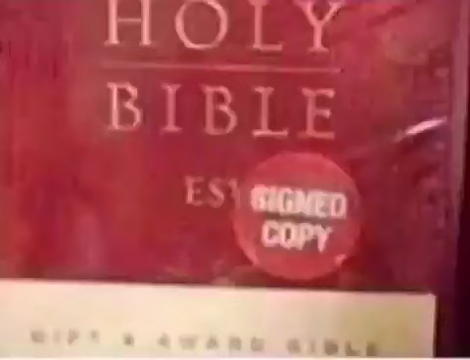 HOLY
BIBLE
ES
SIGNED
COPY
GIFT & AWARD BIBLE